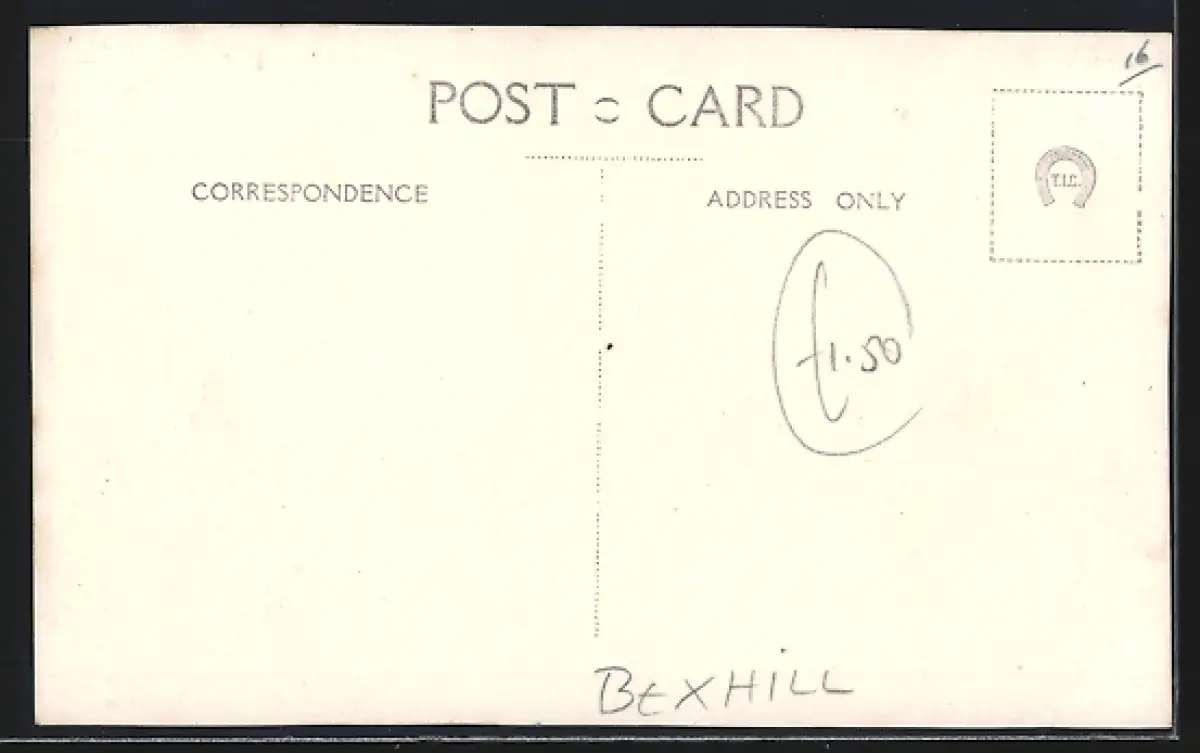 16
POST CARD
CORRESPONDENCE
ADDRESS ONLY
T.I.C.
£1.50
BEXHILL